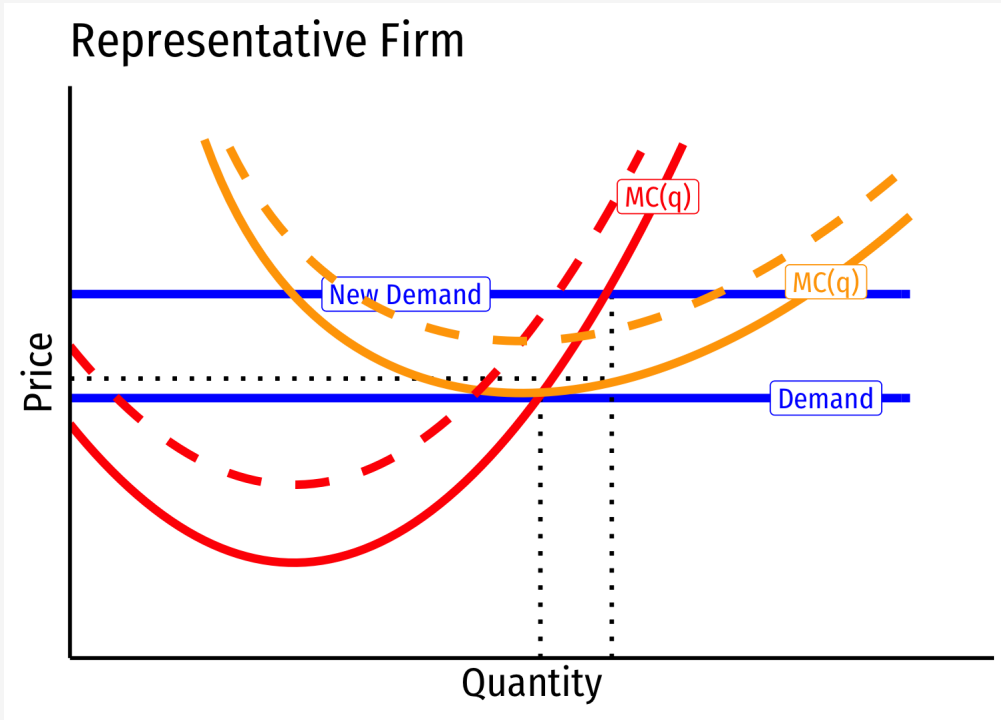 Representative Firm
MC(q)
MC(q)
New Demand
Demand
Price
Quantity